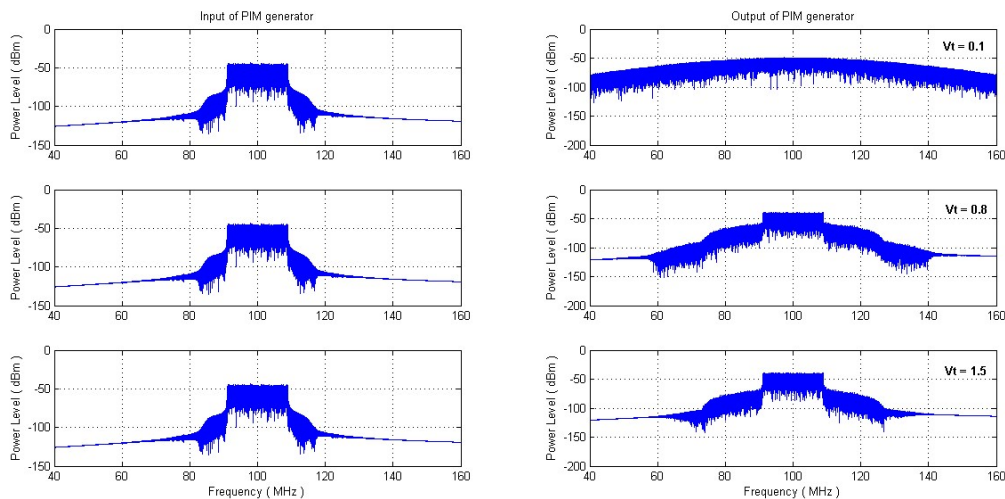 Input of PIM generator
Power Level ( dBm )
0
-50
-100
-150
40 60 80 100 120 140 160
Output of PIM generator
Vt = 0.1
Power Level ( dBm )
0
-50
-100
-150
-200
40 60 80 100 120 140 160
Power Level ( dBm )
0
-50
-100
-150
40 60 80 100 120 140 160
Vt = 0.8
Power Level ( dBm )
0
-50
-100
-150
-200
40 60 80 100 120 140 160
Power Level ( dBm )
0
-50
-100
-150
40 60 80 100 120 140 160
Frequency ( MHz )
Vt = 1.5
Power Level ( dBm )
0
-50
-100
-150
-200
40 60 80 100 120 140 160
Frequency ( MHz )